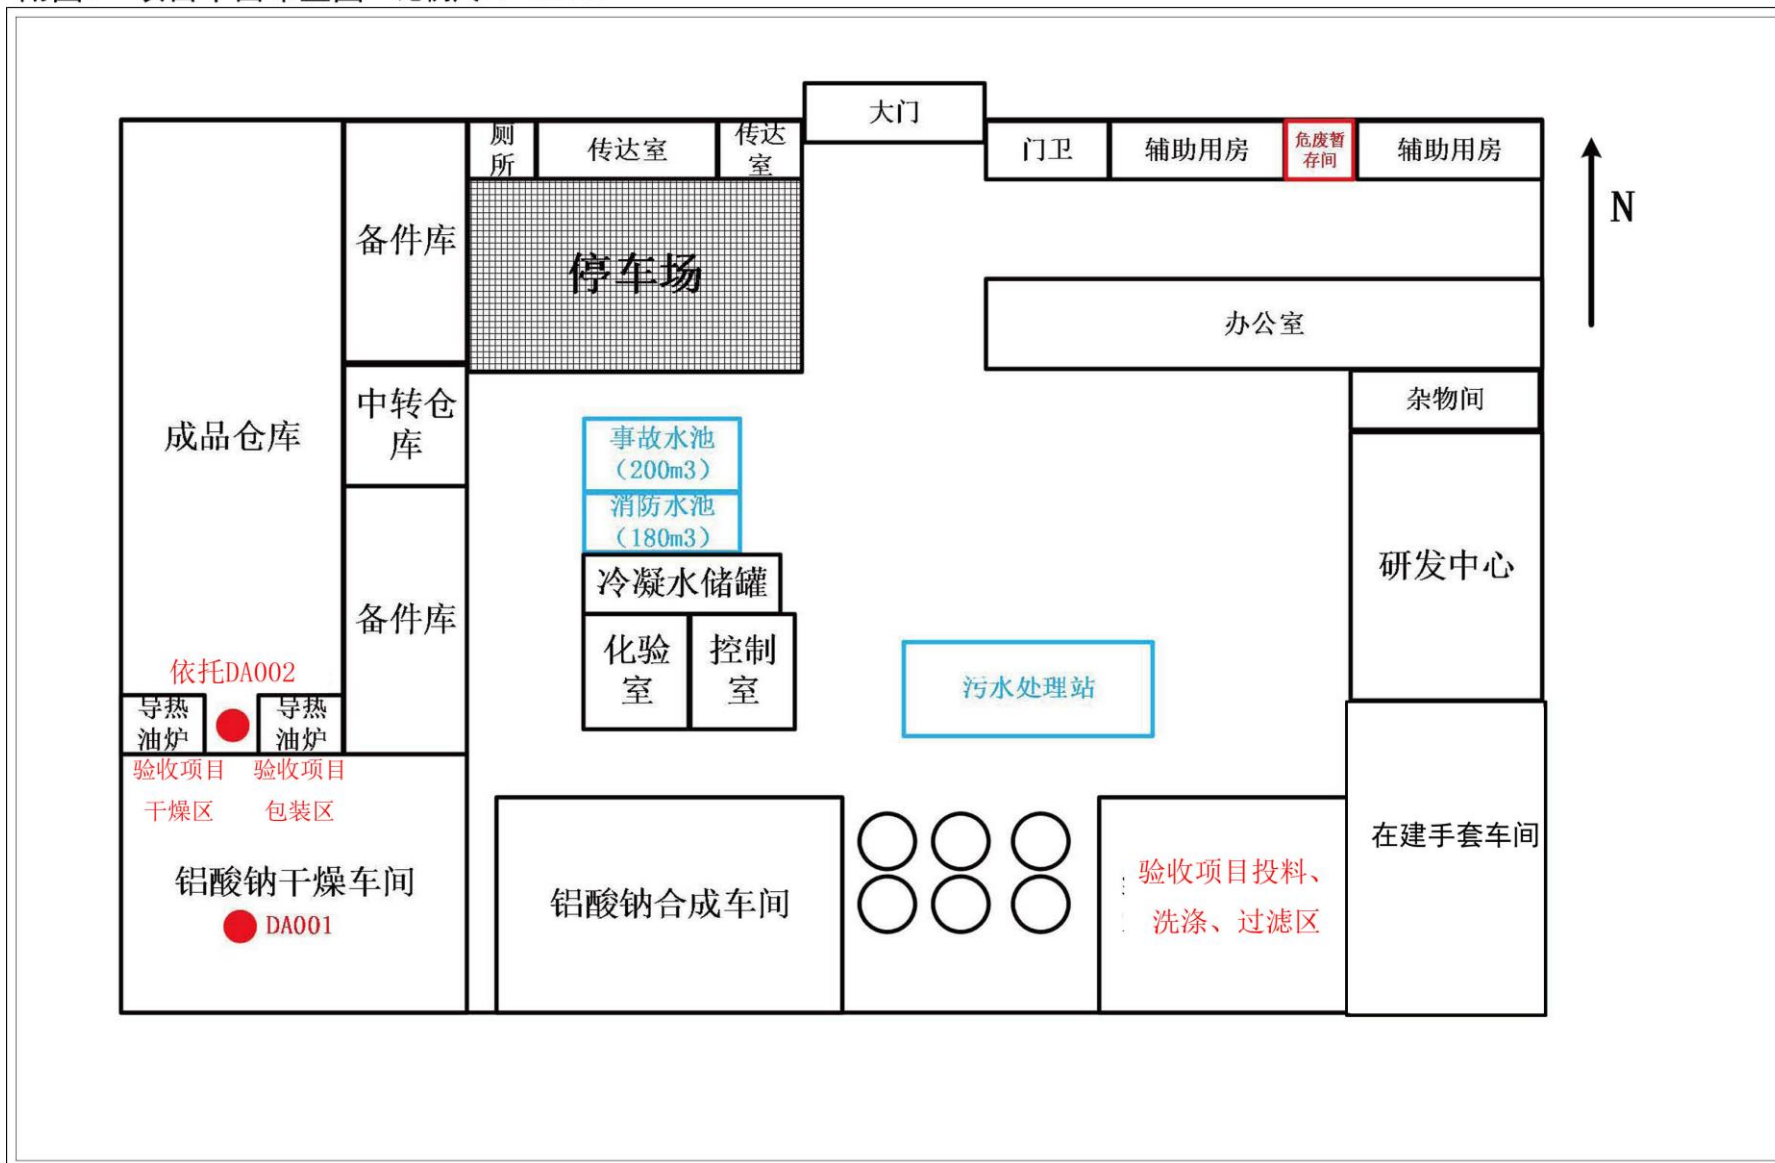 大门
厕
所
传达室
传达
室
门卫
辅助用房
危废暂
存间
辅助用房
N
备件库
停车场
办公室
杂物间
成品仓库
中转仓
库
事故水池
（200m3）
消防水池
（180m3）
冷凝水储罐
化验
室
控制
室
研发中心
备件库
污水处理站
依托DA002
导热
油炉
导热
油炉
验收项目
干燥区
验收项目
包装区
铝酸钠干燥车间
DA001
铝酸钠合成车间
验收项目投料、
洗涤、过滤区
在建手套车间